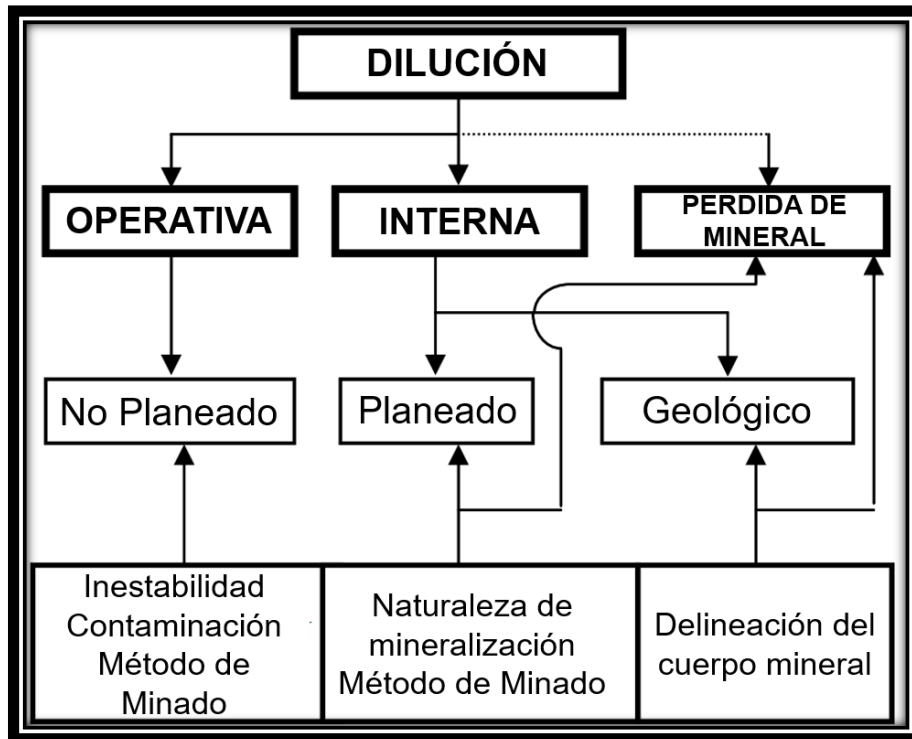 DILUCIÓN
OPERATIVA
INTERNA
PERDIDA DE
MINERAL
No Planeado
Planeado
Geológico
Inestabilidad
Contaminación
Método de
Minado
Naturaleza de
mineralización
Método de Minado
Delineación del
cuerpo mineral